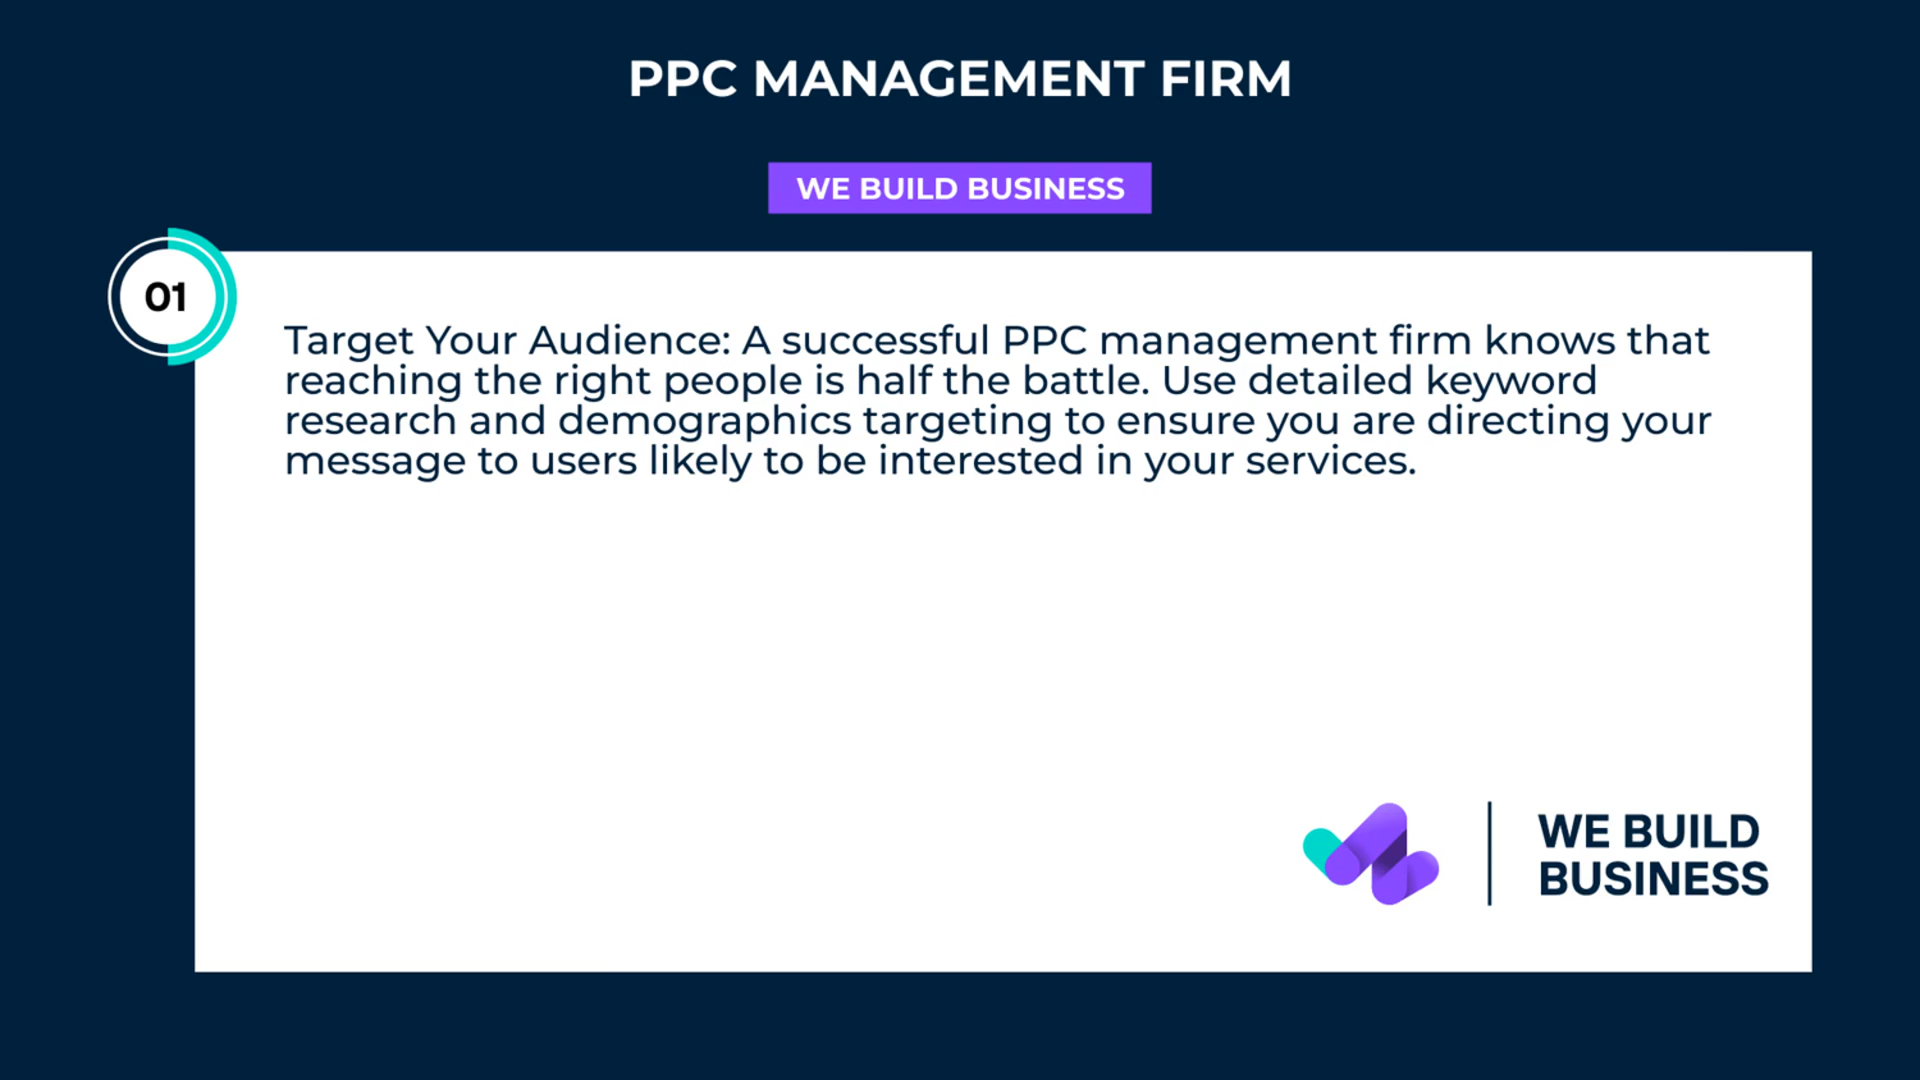 PPC MANAGEMENT FIRM
WE BUILD BUSINESS
01
Target Your Audience: A successful PPC management firm knows that
reaching the right people is half the battle. Use detailed keyword
research and demographics targeting to ensure you are directing your
message to users likely to be interested in your services.
WE BUILD
BUSINESS